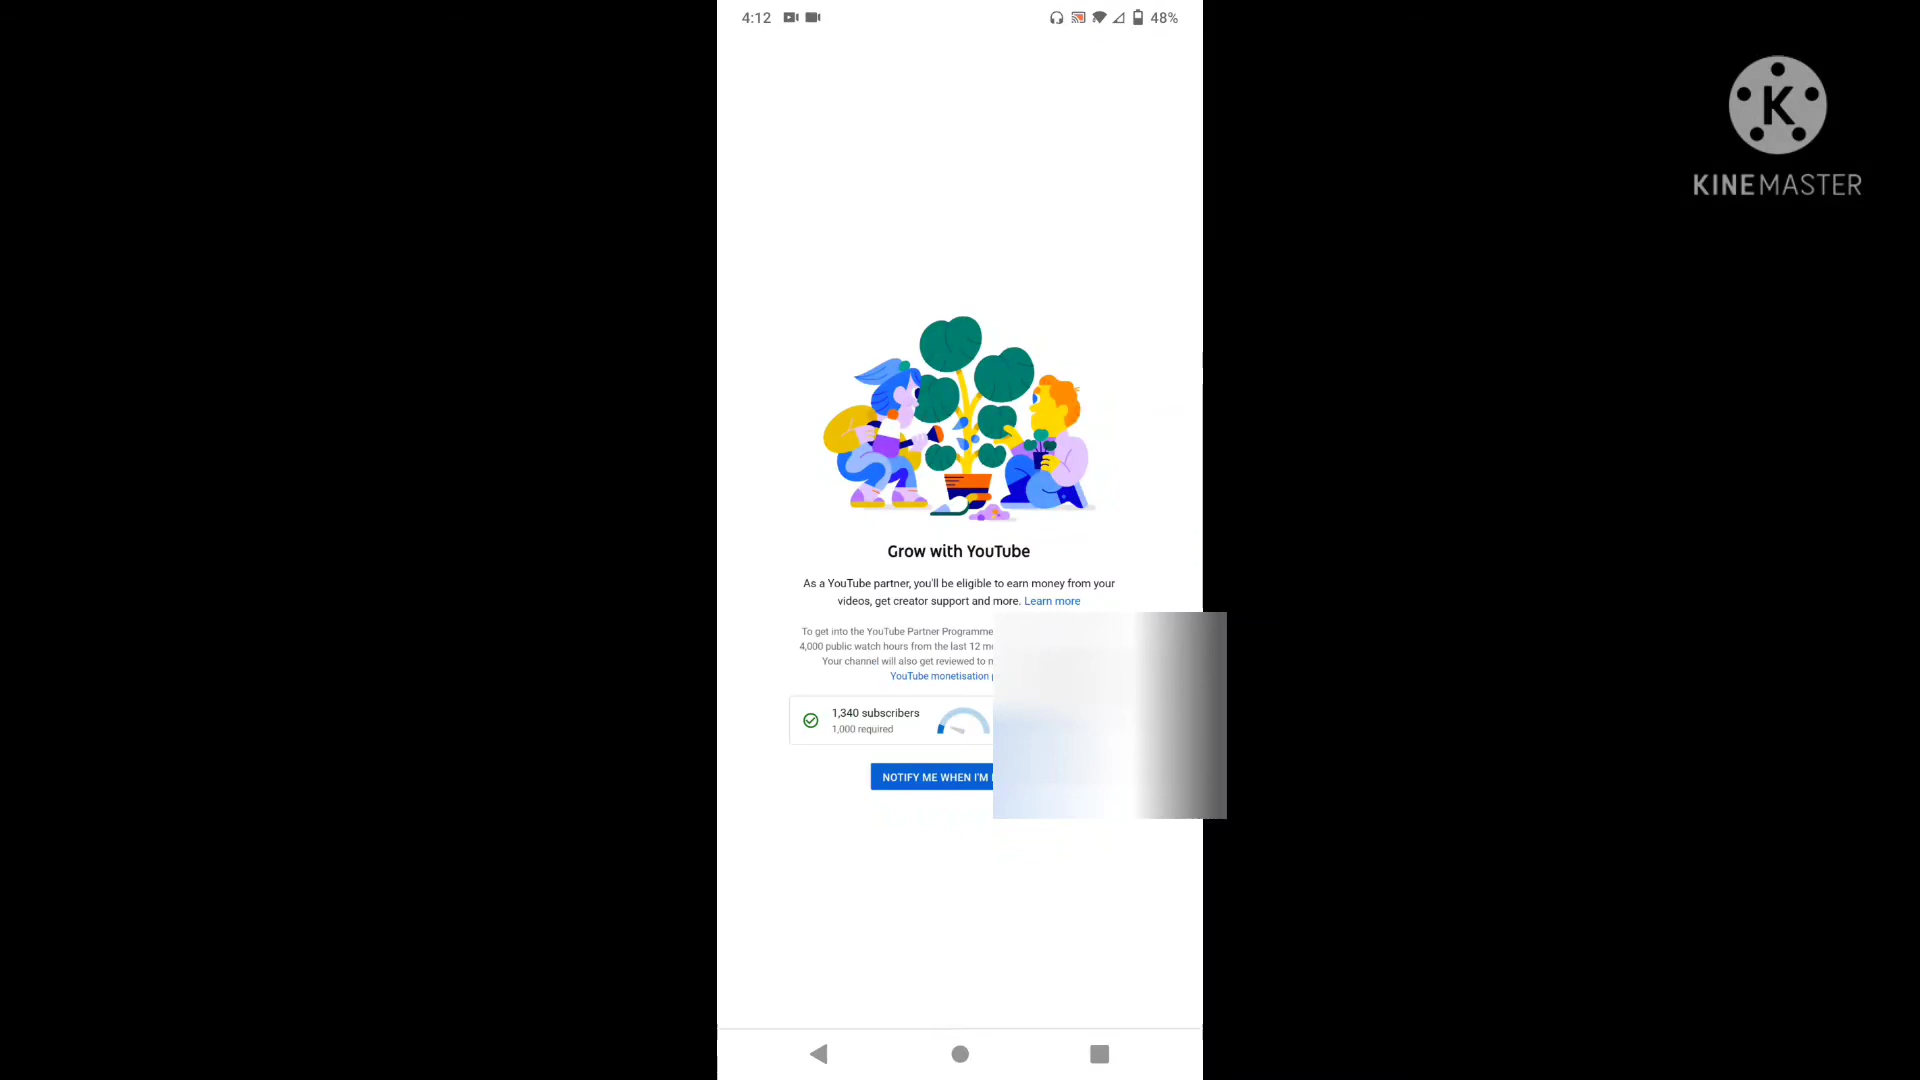 4:12
48%
KINEMASTER
Grow with YouTube
As a YouTube partner, you'll be eligible to earn money from your
videos, get creator support and more. Learn more
To get into the YouTube Partner Programme
4,000 public watch hours from the last 12
Your channel will also get reviewed to
YouTube monetisation
1,340 subscribers
1,000 required
NOTIFY ME WHEN I'M